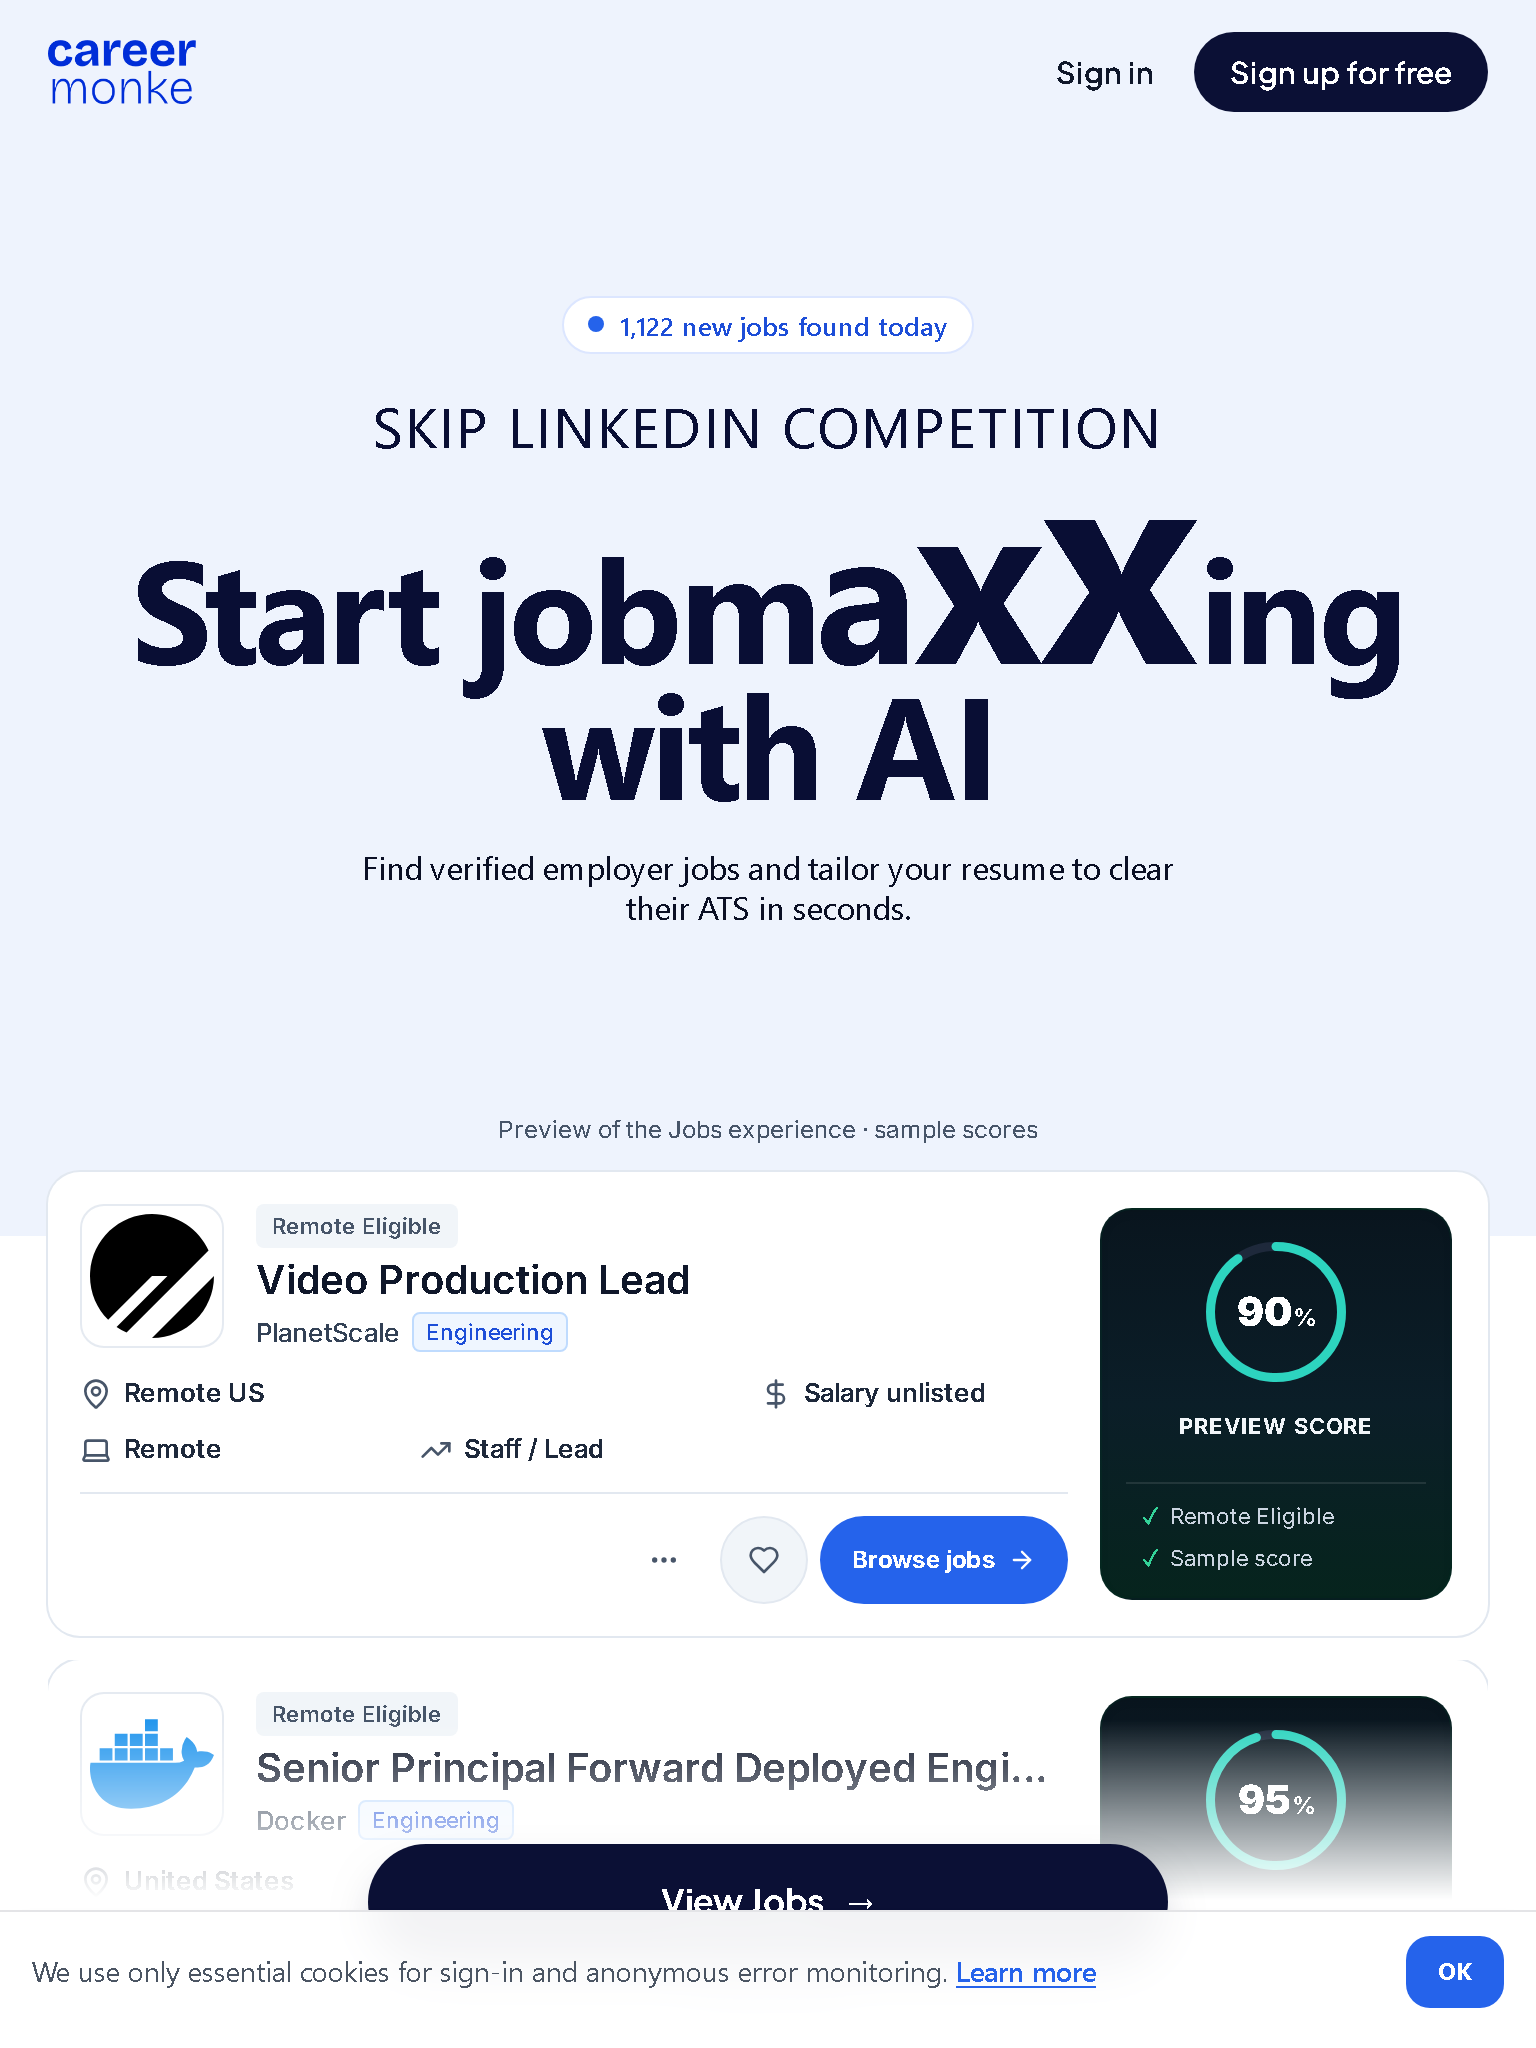 career
monke
Sign in
Sign up for free
1,122 new jobs found today
SKIP LINKEDIN COMPETITION
Start jobmaxXing
with AI
Find verified employer jobs and tailor your resume to clear
their ATS in seconds.
Preview of the Jobs experience · sample scores
Remote Eligible
Video Production Lead
PlanetScale Engineering
Remote US
Salary unlisted
Remote
Staff / Lead
Browse jobs →
90%
PREVIEW SCORE
✓ Remote Eligible
✓ Sample score
Remote Eligible
Senior Principal Forward Deployed Engi...
Docker Engineering
United States
95%
View Jobs →
We use only essential cookies for sign-in and anonymous error monitoring. Learn more
OK